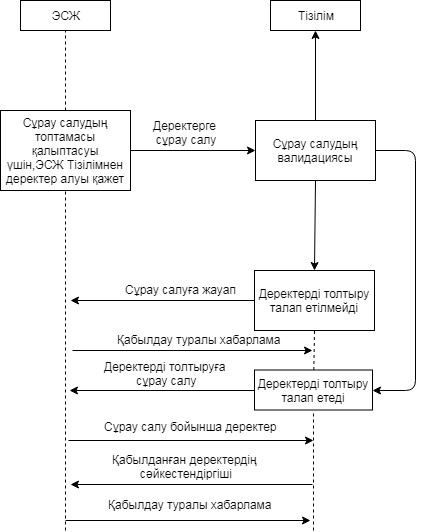 ЭСЖ
Тізілім
Сұрау салудың
топтамасы
қалыптасуы
үшін,ЭСЖ Тізілімнен
деректер алуы қажет
Деректерге
сұрау салу
Сұрау салудың
валидациясы
Сұрау салуға жауап
Деректерді толтыру
талап етілмейді
Қабылдау туралы хабарлама
Деректерді толтыруға
сұрау салу
Деректерді толтыру
талап етеді
Сұрау салу бойынша деректер
Қабылданған деректердің
сәйкестендіргіші
Қабылдау туралы хабарлама